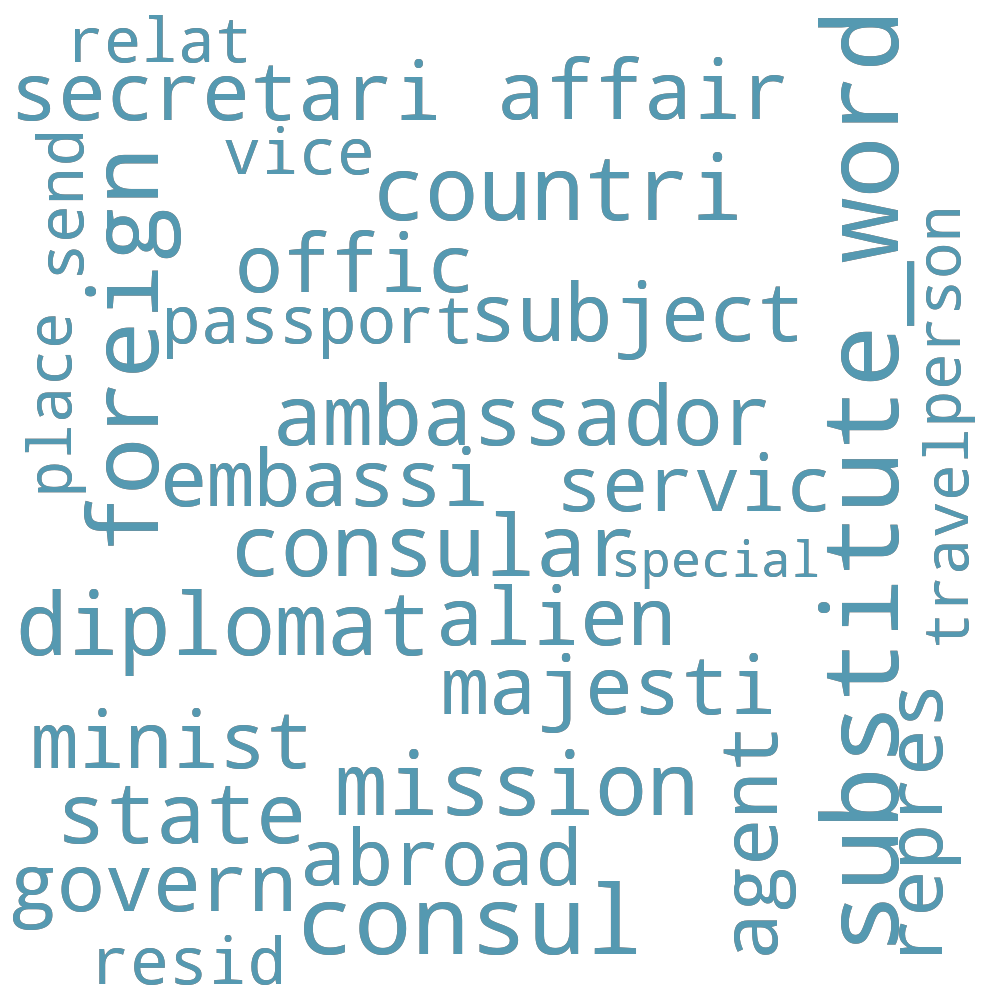 relat
secretari affair
vice
countri
offic
passport subject
ambassador
embassi servic
consular special
diplomat alien
majesti
minist
mission
state
abroad
govern
consul
resid
place send
foreign
agent
substitute_word
repres
travel person